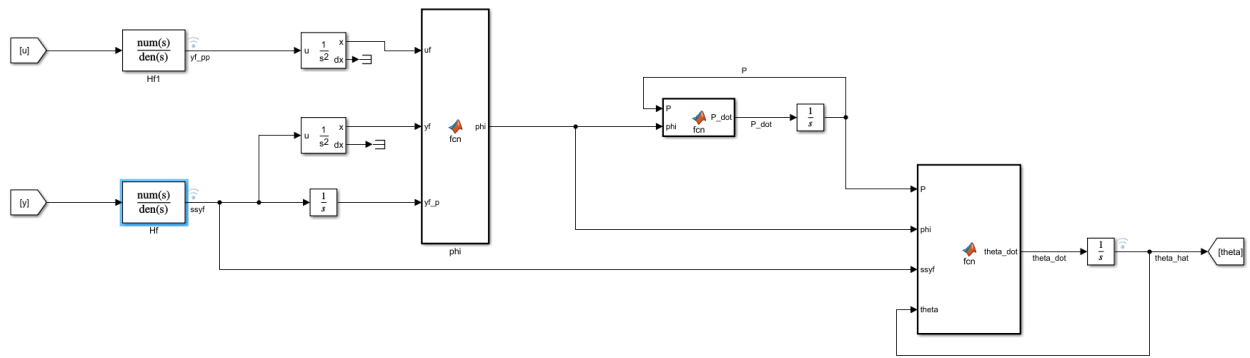 [u]
num(s)
den(s)
Hf1
yf_pp
u
1
s2
x
dx
uf
yf
yf_p
fcn
phi
phi
u
1
s2
x
dx
[y]
num(s)
den(s)
Hf
ssyf
1
s
P
P
phi
fcn
P_dot
P_dot
1
s
P
phi
ssyf
theta
fcn
theta_dot
theta_dot
1
s
theta_hat
[theta]